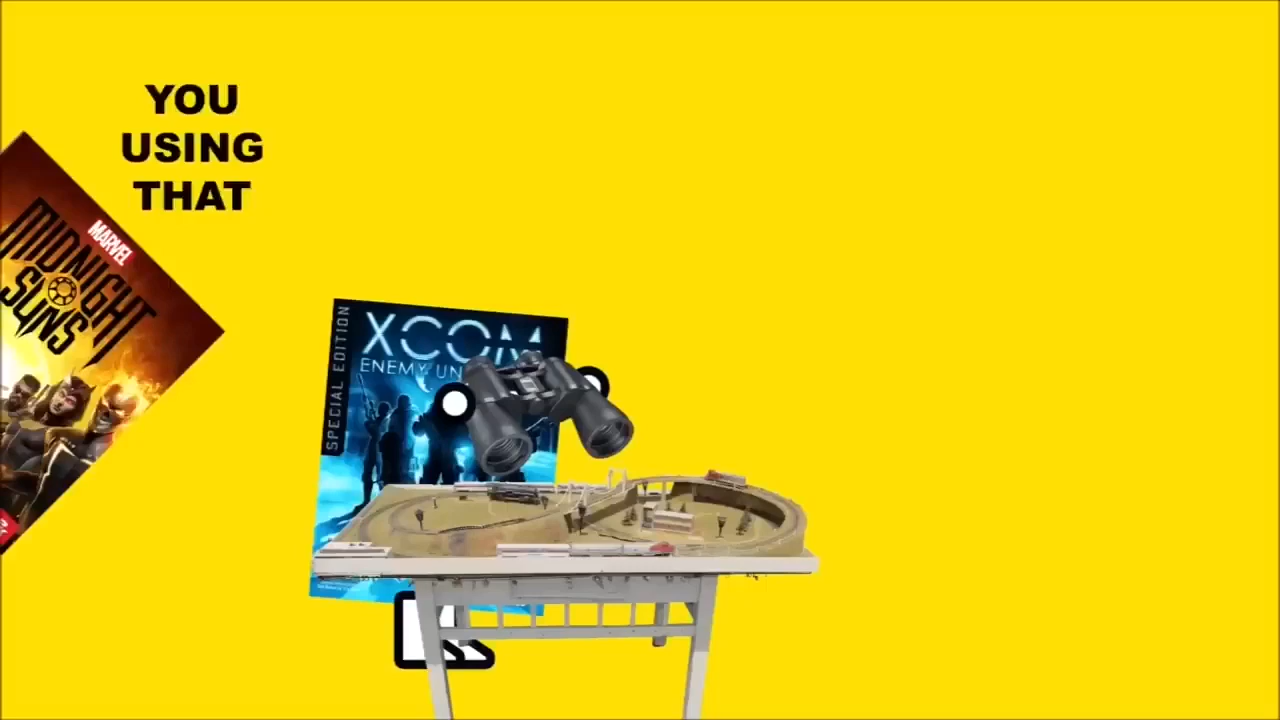 YOU
USING
THAT
MARVEL
MIDNIGHT
SUNS
SPECIAL EDITION
XCOM
ENEMY UN